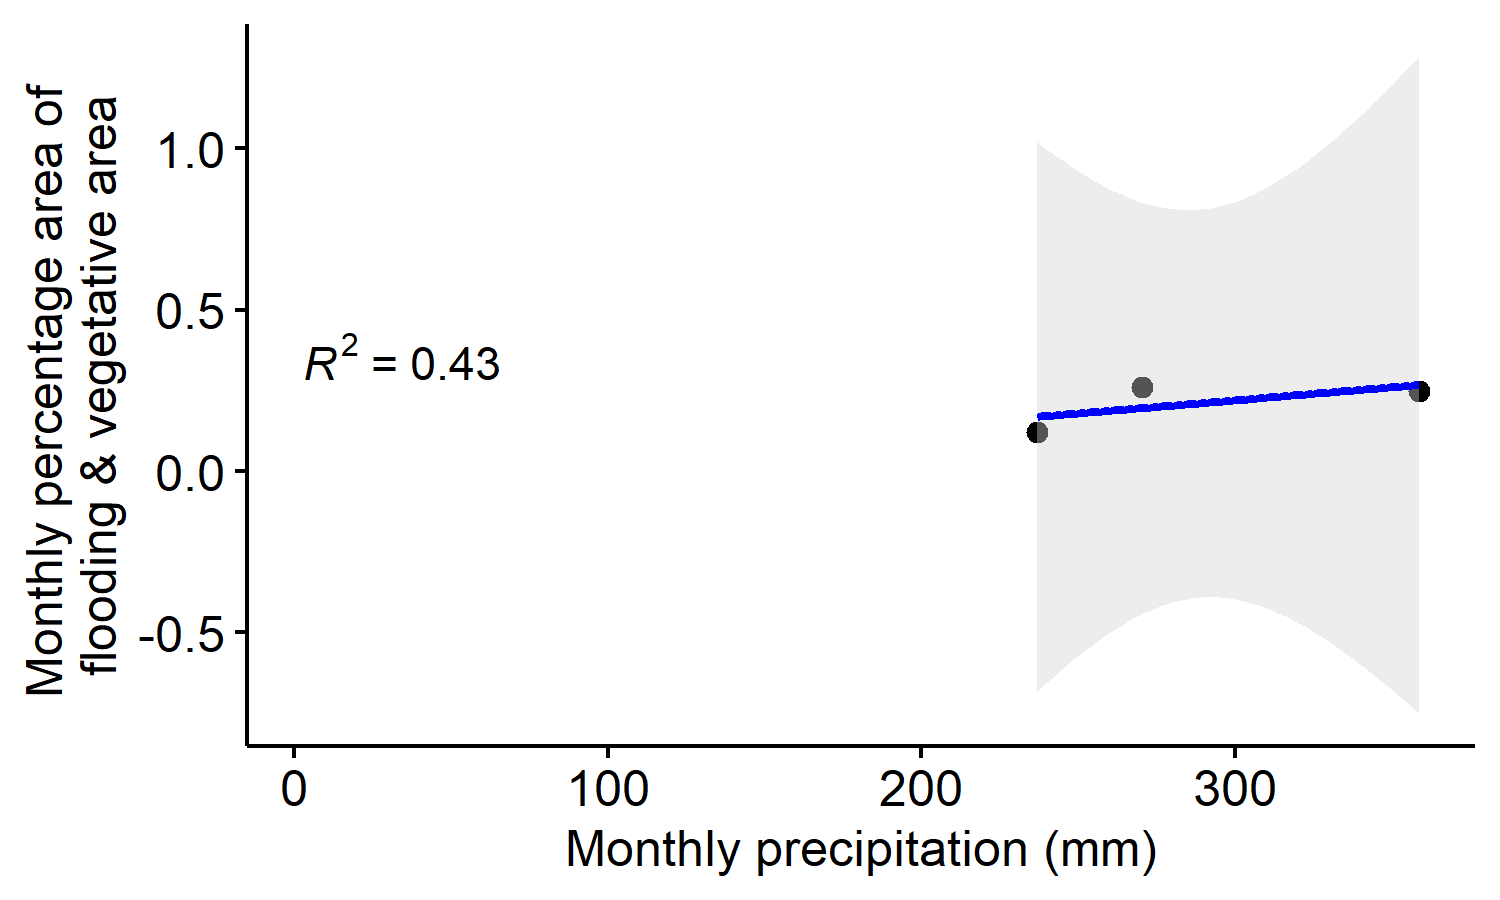 Monthly percentage area of
flooding & vegetative area
1.0
0.5
0.0
-0.5
R² = 0.43
0 100 200 300
Monthly precipitation (mm)